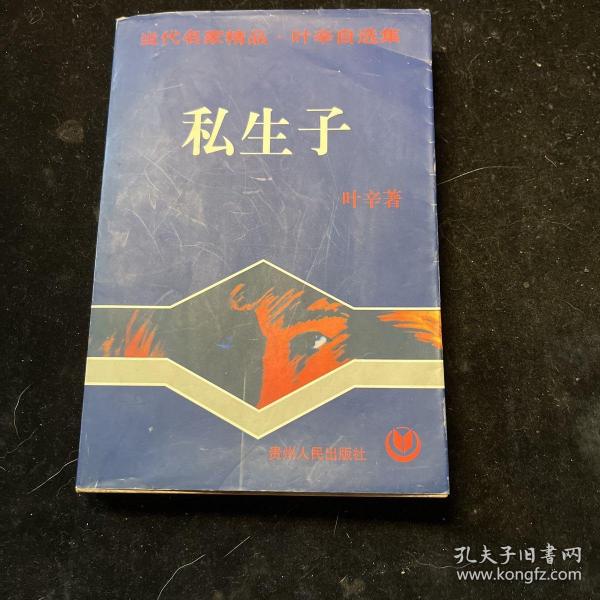 当代名家精品·叶辛自选集
私生子
叶辛著
贵州人民出版社
孔夫子旧书网
www.kongfz.com